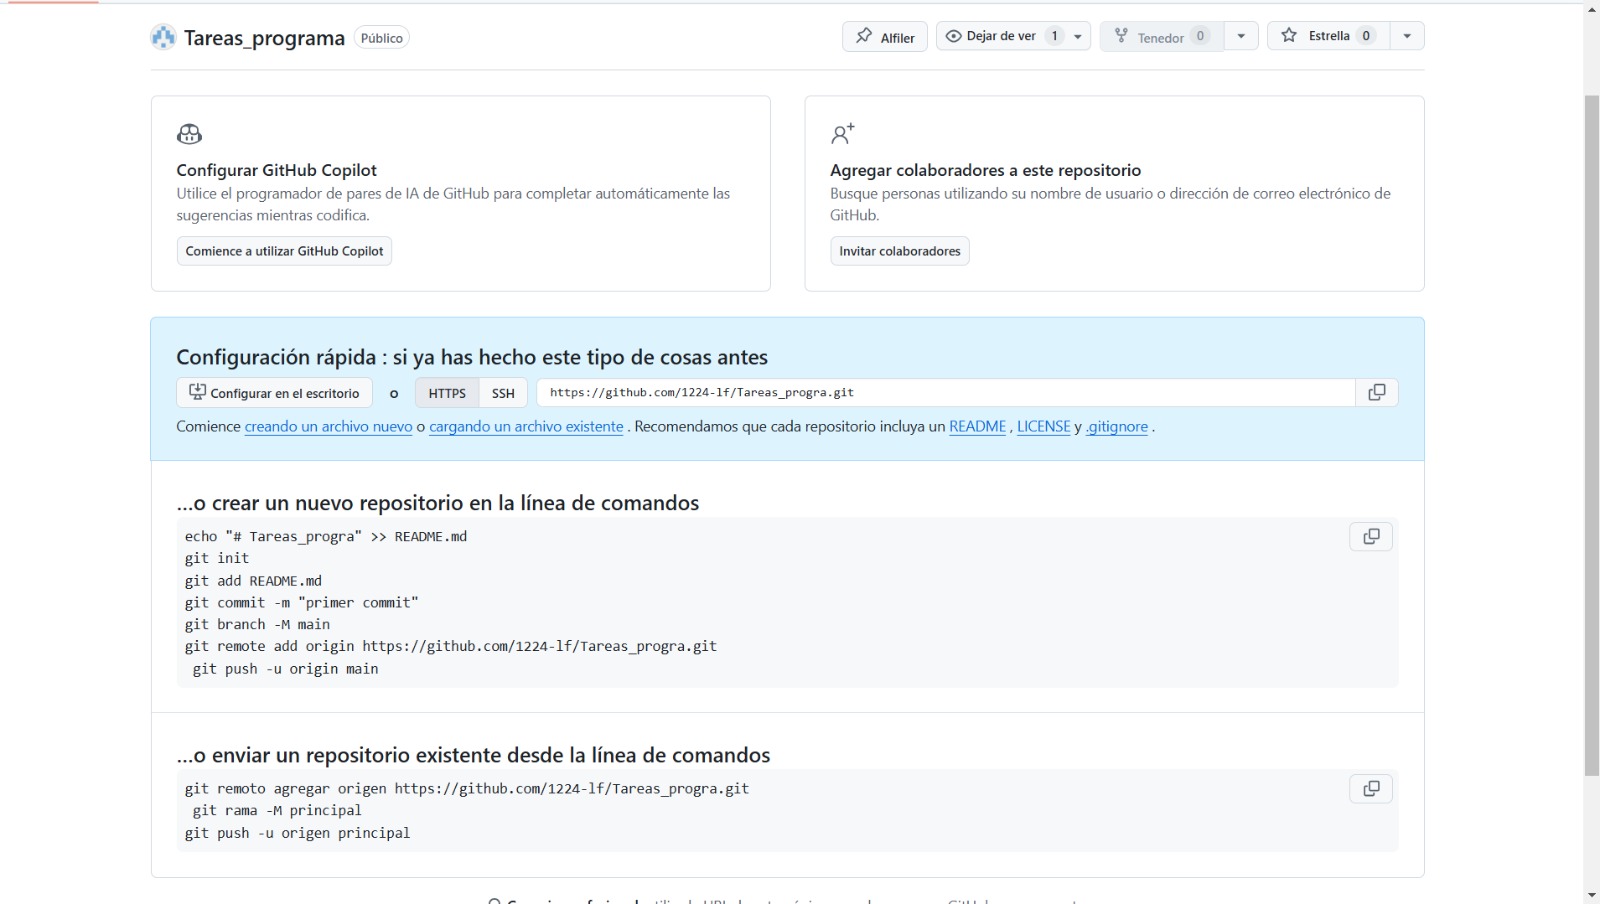 Tareas_programa Público Alfiler Dejar de ver 1 Tenedor 0 Estrella 0
Configurar GitHub Copilot
Utilice el programador de pares de IA de GitHub para completar automáticamente las
sugerencias mientras codifica.
Comience a utilizar GitHub Copilot
Agregar colaboradores a este repositorio
Busque personas utilizando su nombre de usuario o dirección de correo electrónico de
GitHub.
Invitar colaboradores
Configuración rápida : si ya has hecho este tipo de cosas antes
Configurar en el escritorio o HTTPS SSH https://github.com/1224-lf/Tareas_progra.git
Comience creando un archivo nuevo o cargando un archivo existente . Recomendamos que cada repositorio incluya un README , LICENSE y .gitignore .
...o crear un nuevo repositorio en la línea de comandos
echo "# Tareas_progra" >> README.md
git init
git add README.md
git commit -m "primer commit"
git branch -M main
git remote add origin https://github.com/1224-lf/Tareas_progra.git
git push -u origin main
...o enviar un repositorio existente desde la línea de comandos
git remoto agregar origen https://github.com/1224-lf/Tareas_progra.git
git rama -M principal
git push -u origen principal